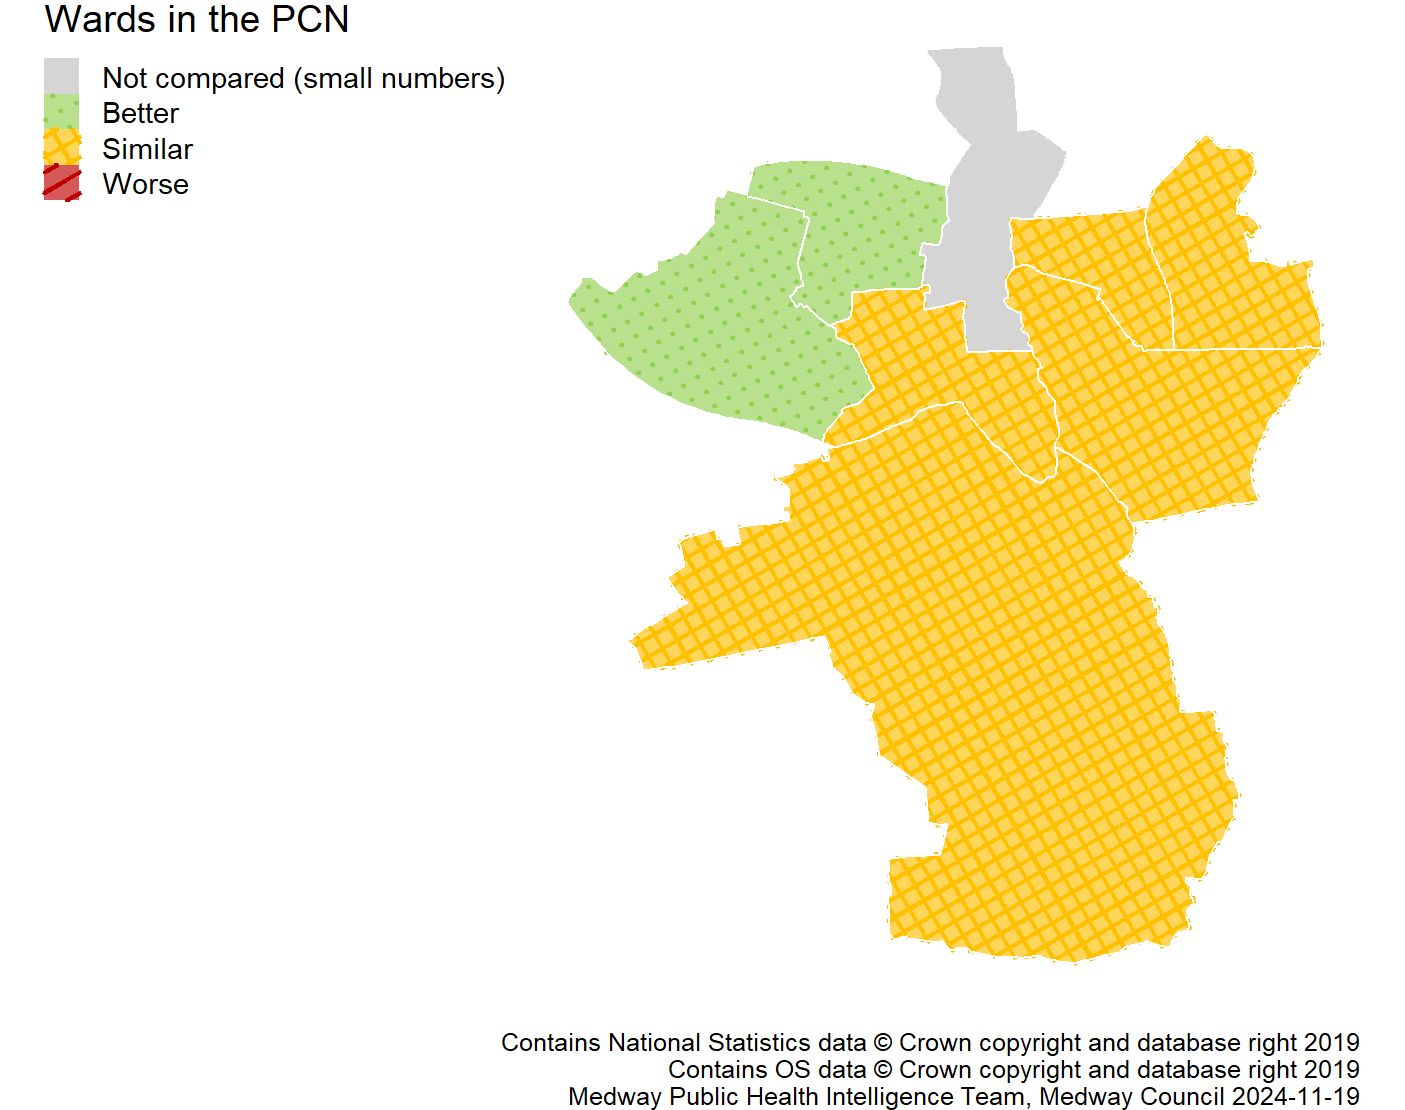 Wards in the PCN
Not compared (small numbers)
Better
Similar
Worse
Contains National Statistics data © Crown copyright and database right 2019
Contains OS data © Crown copyright and database right 2019
Medway Public Health Intelligence Team, Medway Council 2024-11-19